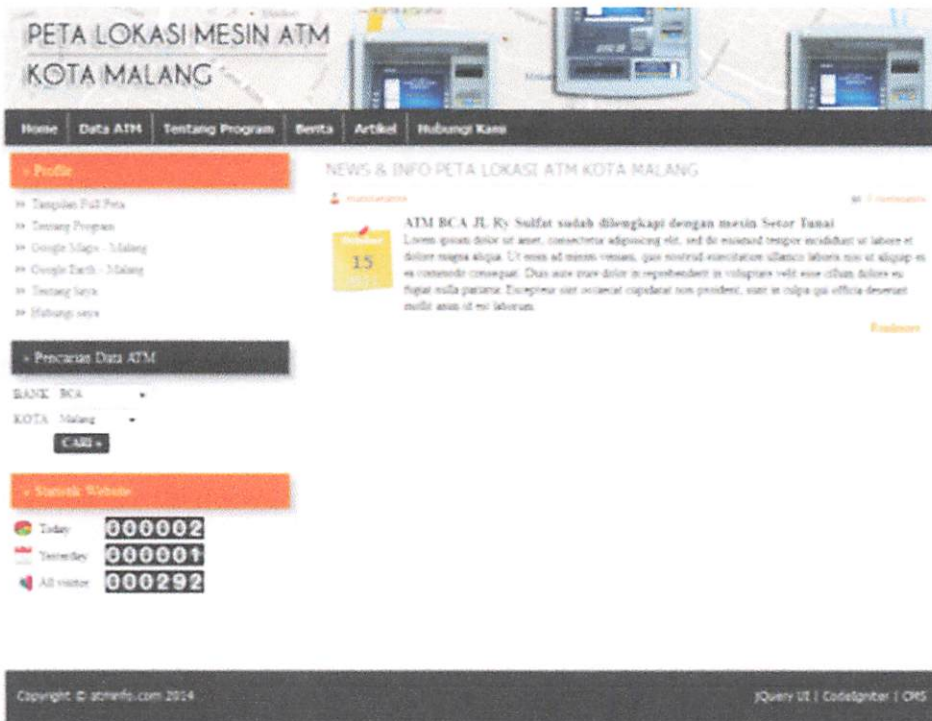 PETA LOKASI MESIN ATM
KOTA MALANG
Home Data ATM Tentang Program Berita Artikel Hubungi Kami
» Profile
» Tampilan Full Peta
» Tentang Program
» Google Maps - Malang
» Google Earth - Malang
» Tentang Saya
» Hubungi saya
» Pencarian Data ATM
BANK BCA
KOTA Malang
CARI »
» Statistik Website
Today 000002
Yesterday 000001
All visitor 000292
NEWS & INFO PETA LOKASI ATM KOTA MALANG
comments
October
15
ATM BCA JL Ry Sulfat sudah dilengkapi dengan mesin Setor Tunai
Lorem ipsum dolor sit amet, consectetur adipisicing elit, sed do eiusmod tempor incididunt ut labore et
dolore magna aliqua. Ut enim ad minim veniam, quis nostrud exercitation ullamco laboris nisi ut aliquip ex
ea commodo consequat. Duis aute irure dolor in reprehenderit in voluptate velit esse cillum dolore eu
fugiat nulla pariatur. Excepteur sint occaecat cupidatat non proident, sunt in culpa qui officia deserunt
mollit anim id est laborum.
Readmore
Copyright © atminfo.com 2014
JQuery UI | CodeIgniter | CMS